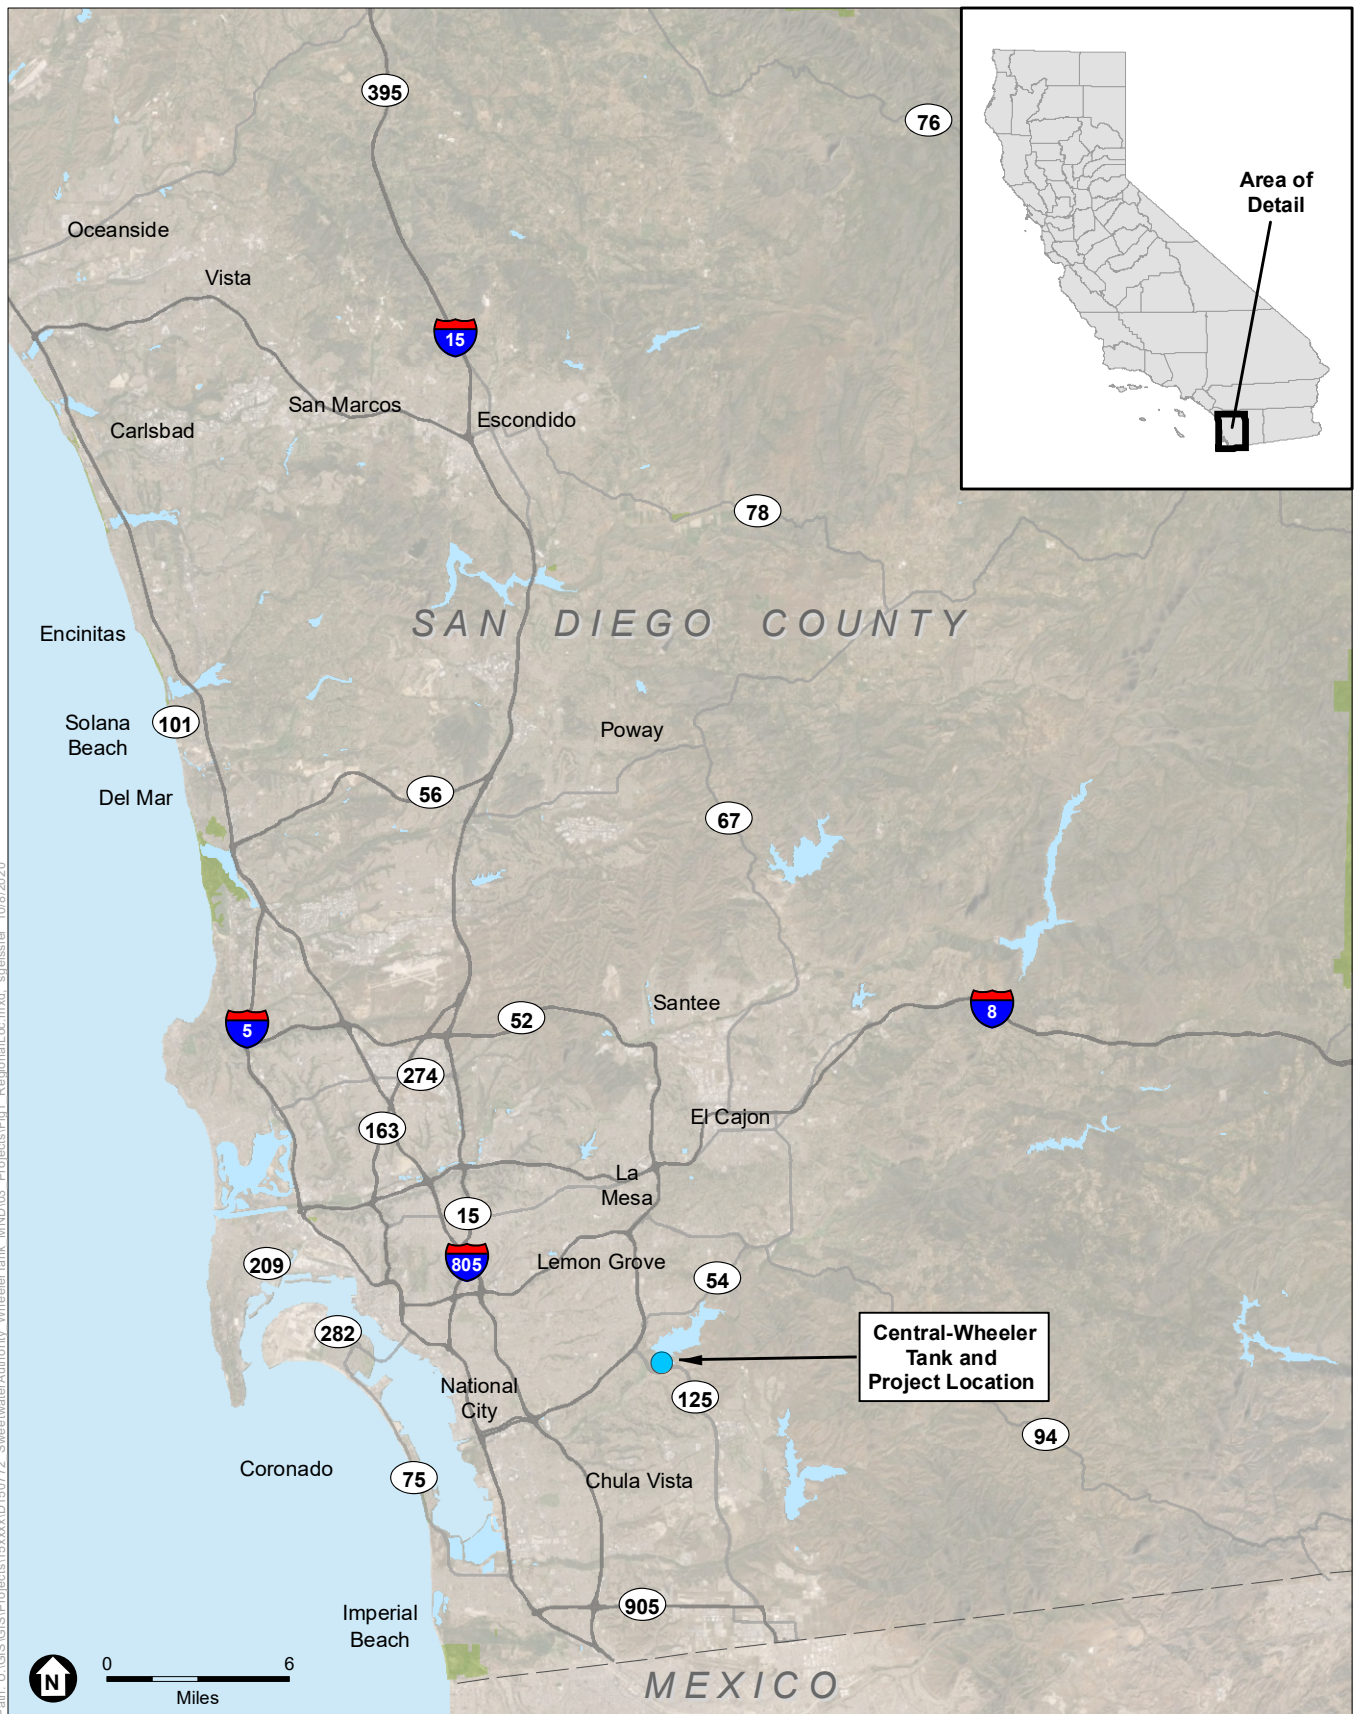 395
76
Area of
Detail
Oceanside
Vista
15
San Marcos
Escondido
Carlsbad
78
SAN DIEGO COUNTY
Encinitas
101
Solana
Beach
Poway
Del Mar
56
67
Santee
52
8
5
274
El Cajon
163
La
Mesa
15
209
805
Lemon Grove
54
282
Central-Wheeler
Tank and
Project Location
National
City
125
94
Coronado
75
Chula Vista
905
Imperial
Beach
N
0
6
Miles
MEXICO